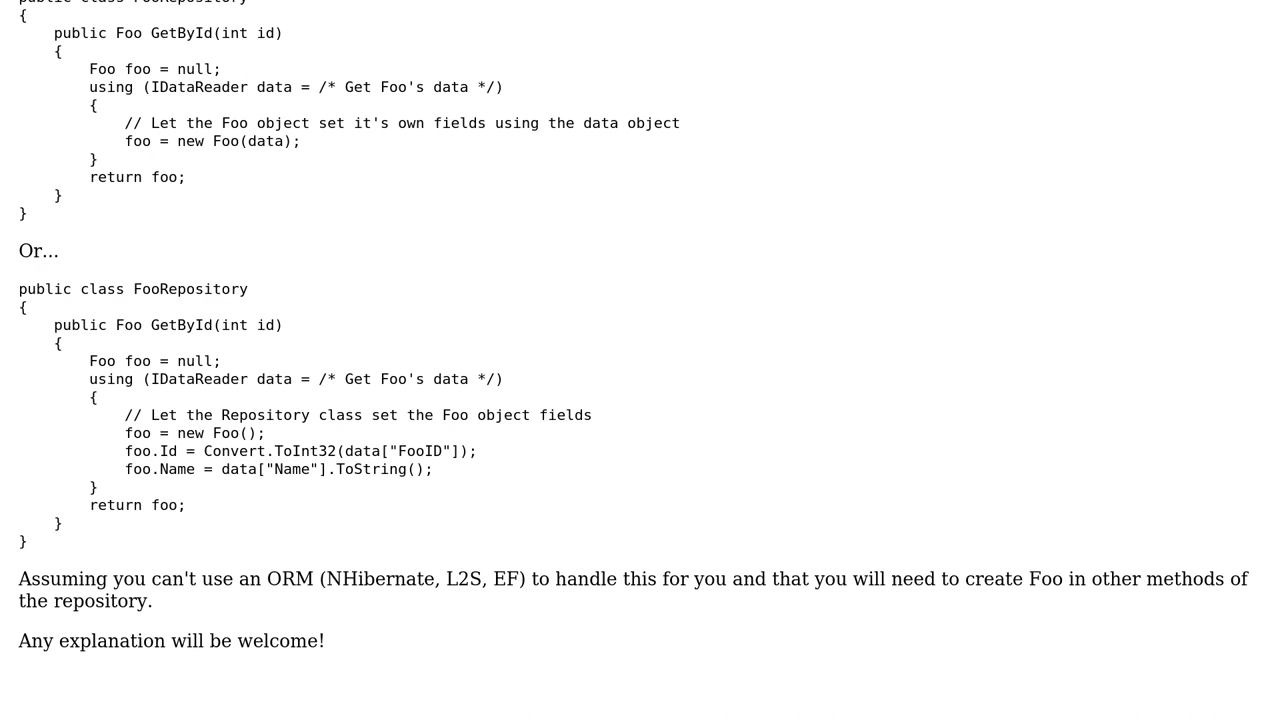 public class FooRepository
{
    public Foo GetById(int id)
    {
        Foo foo = null;
        using (IDataReader data = /* Get Foo's data */)
        {
            // Let the Foo object set it's own fields using the data object
            foo = new Foo(data);
        }
        return foo;
    }
}
Or...
public class FooRepository
{
    public Foo GetById(int id)
    {
        Foo foo = null;
        using (IDataReader data = /* Get Foo's data */)
        {
            // Let the Repository class set the Foo object fields
            foo = new Foo();
            foo.Id = Convert.ToInt32(data["FooID"]);
            foo.Name = data["Name"].ToString();
        }
        return foo;
    }
}
Assuming you can't use an ORM (NHibernate, L2S, EF) to handle this for you and that you will need to create Foo in other methods of
the repository.
Any explanation will be welcome!